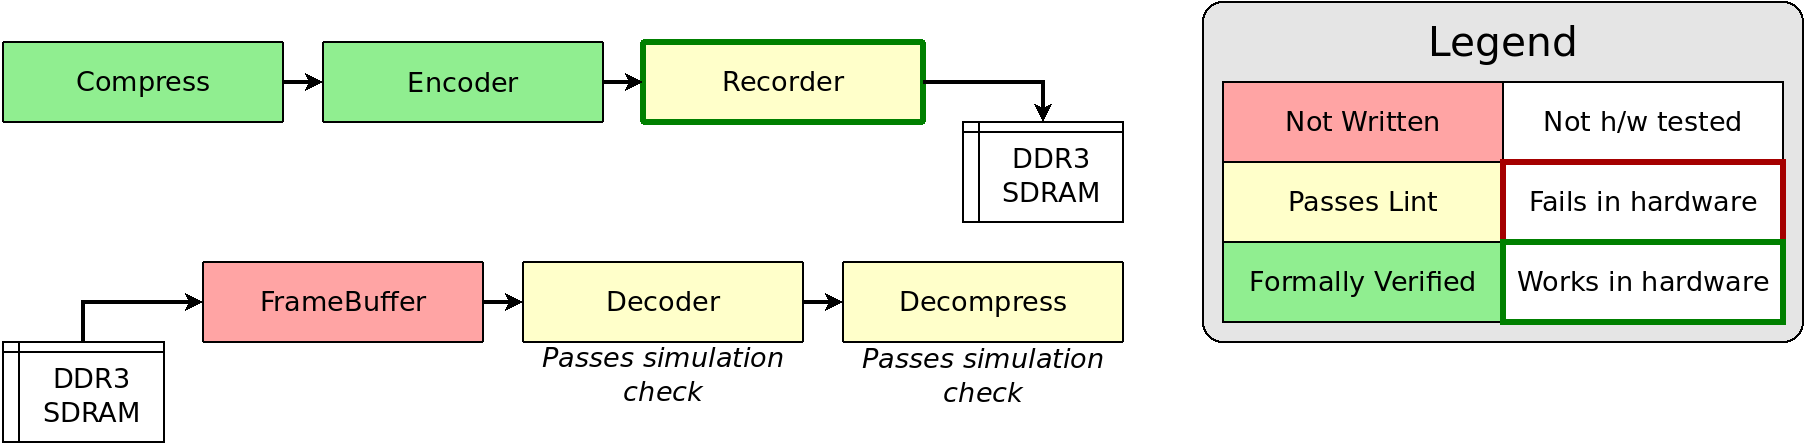 Compress
Encoder
Recorder
DDR3
SDRAM
FrameBuffer
Decoder
Decompress
Passes simulation
check
Passes simulation
check
DDR3
SDRAM
Legend
Not Written
Not h/w tested
Passes Lint
Fails in hardware
Formally Verified
Works in hardware